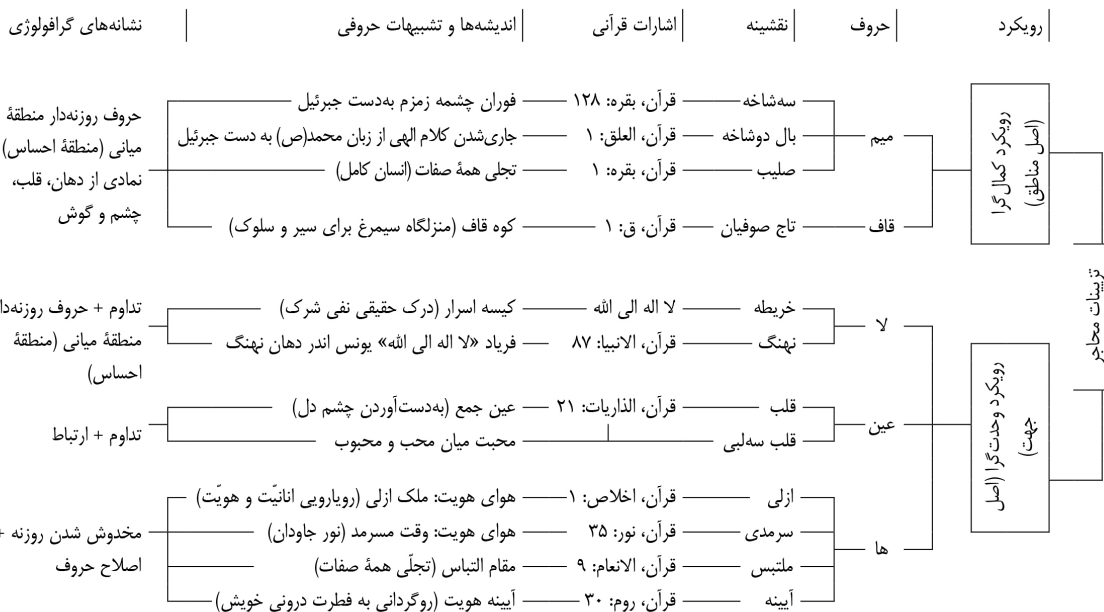 رویکرد | حروف | نقشینه | اشارات قرآنی | اندیشه‌ها و تشبیهات حروفی | نشانه‌های گرافولوژی
تزیینات محاجر
رویکرد کمال‌گرا
(اصل مناطق)
میم
سه‌شاخه قرآن، بقره: ۱۲۸ فوران چشمه زمزم به‌دست جبرئیل
بال دوشاخه قرآن، العلق: ۱ جاری‌شدن کلام الهی از زبان محمد(ص) به دست جبرئیل
صلیب قرآن، بقره: ۱ تجلی همهٔ صفات (انسان کامل)
قاف تاج صوفیان قرآن، ق: ۱ کوه قاف (منزلگاه سیمرغ برای سیر و سلوک)
حروف روزنه‌دار منطقهٔ
میانی (منطقهٔ احساس)
نمادی از دهان، قلب،
چشم و گوش
رویکرد وحدت‌گرا (اصل
جهت)
لا
خریطه لا اله الی الله کیسه اسرار (درک حقیقی نفی شرک)
نهنگ قرآن، الانبیا: ۸۷ فریاد «لا اله الی الله» یونس اندر دهان نهنگ
تداوم + حروف روزنه‌دا
منطقهٔ میانی (منطقهٔ
احساس)
عین
قلب قرآن، الذاریات: ۲۱ عین جمع (به‌دست‌آوردن چشم دل)
قلب سه‌لبی محبت میان محب و محبوب
تداوم + ارتباط
ها
ازلی قرآن، اخلاص: ۱ هوای هویت: ملک ازلی (رویارویی انانیّت و هویّت)
سرمدی قرآن، نور: ۳۵ هوای هویت: وقت مسرمد (نور جاودان)
ملتبس قرآن، الانعام: ۹ مقام التباس (تجلّی همهٔ صفات)
آیینه قرآن، روم: ۳۰ آیینه هویت (روگردانی به فطرت درونی خویش)
مخدوش شدن روزنه +
اصلاح حروف